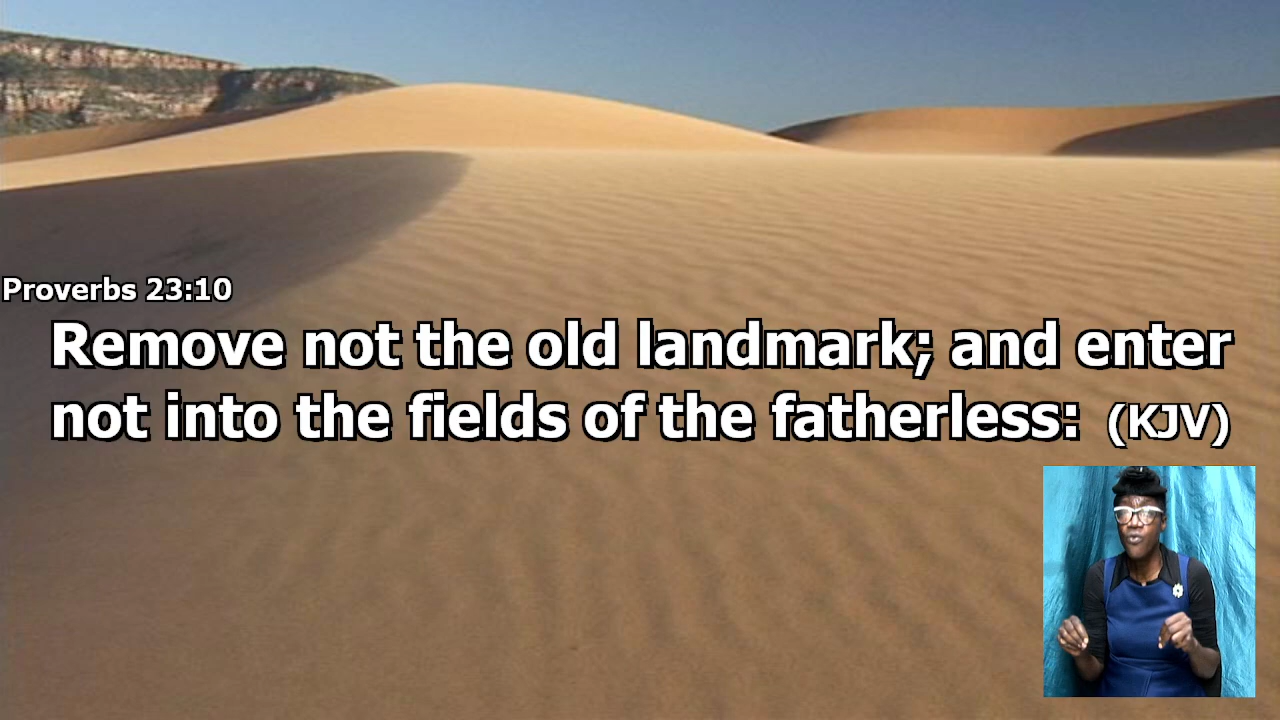 Proverbs 23:10
Remove not the old landmark; and enter
not into the fields of the fatherless: (KJV)